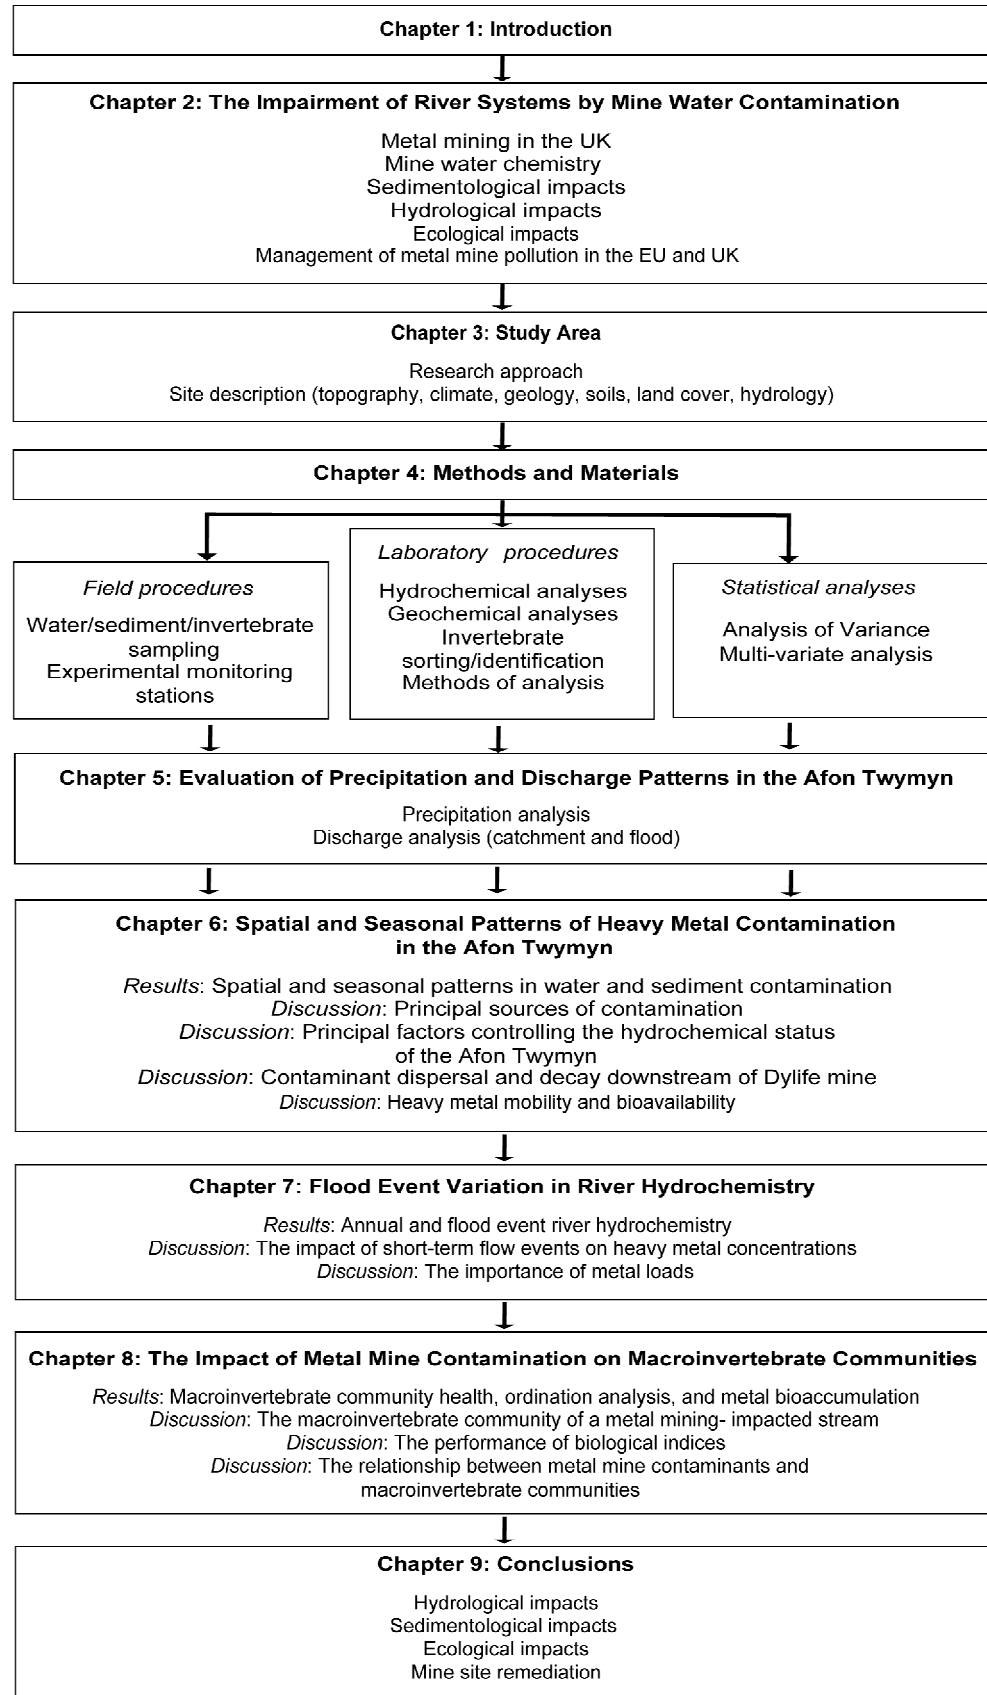 Chapter 1: Introduction
Chapter 2: The Impairment of River Systems by Mine Water Contamination
Metal mining in the UK
Mine water chemistry
Sedimentological impacts
Hydrological impacts
Ecological impacts
Management of metal mine pollution in the EU and UK
Chapter 3: Study Area
Research approach
Site description (topography, climate, geology, soils, land cover, hydrology)
Chapter 4: Methods and Materials
Field procedures
Water/sediment/invertebrate
sampling
Experimental monitoring
stations
Laboratory procedures
Hydrochemical analyses
Geochemical analyses
Invertebrate
sorting/identification
Methods of analysis
Statistical analyses
Analysis of Variance
Multi-variate analysis
Chapter 5: Evaluation of Precipitation and Discharge Patterns in the Afon Twymyn
Precipitation analysis
Discharge analysis (catchment and flood)
Chapter 6: Spatial and Seasonal Patterns of Heavy Metal Contamination
in the Afon Twymyn
Results: Spatial and seasonal patterns in water and sediment contamination
Discussion: Principal sources of contamination
Discussion: Principal factors controlling the hydrochemical status
of the Afon Twymyn
Discussion: Contaminant dispersal and decay downstream of Dylife mine
Discussion: Heavy metal mobility and bioavailability
Chapter 7: Flood Event Variation in River Hydrochemistry
Results: Annual and flood event river hydrochemistry
Discussion: The impact of short-term flow events on heavy metal concentrations
Discussion: The importance of metal loads
Chapter 8: The Impact of Metal Mine Contamination on Macroinvertebrate Communities
Results: Macroinvertebrate community health, ordination analysis, and metal bioaccumulation
Discussion: The macroinvertebrate community of a metal mining- impacted stream
Discussion: The performance of biological indices
Discussion: The relationship between metal mine contaminants and
macroinvertebrate communities
Chapter 9: Conclusions
Hydrological impacts
Sedimentological impacts
Ecological impacts
Mine site remediation